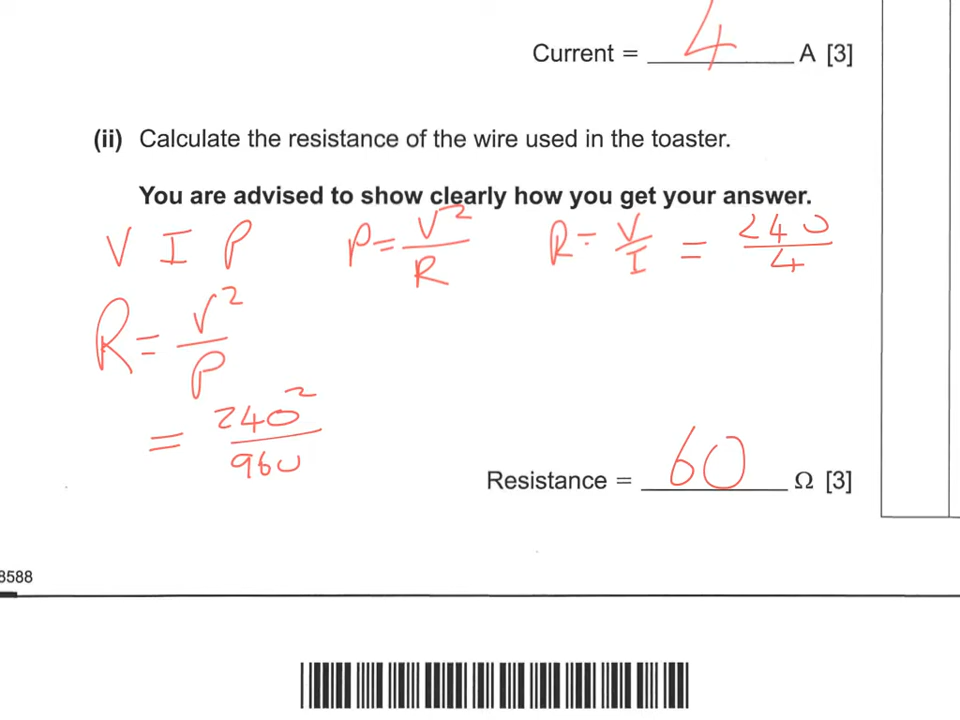 Current = 4 A [3]
(ii) Calculate the resistance of the wire used in the toaster.
You are advised to show clearly how you get your answer.
V I P P = V²/R R = V/I = 240/4
R = V²/P
= 240²/960
Resistance = 60 Ω [3]
8588